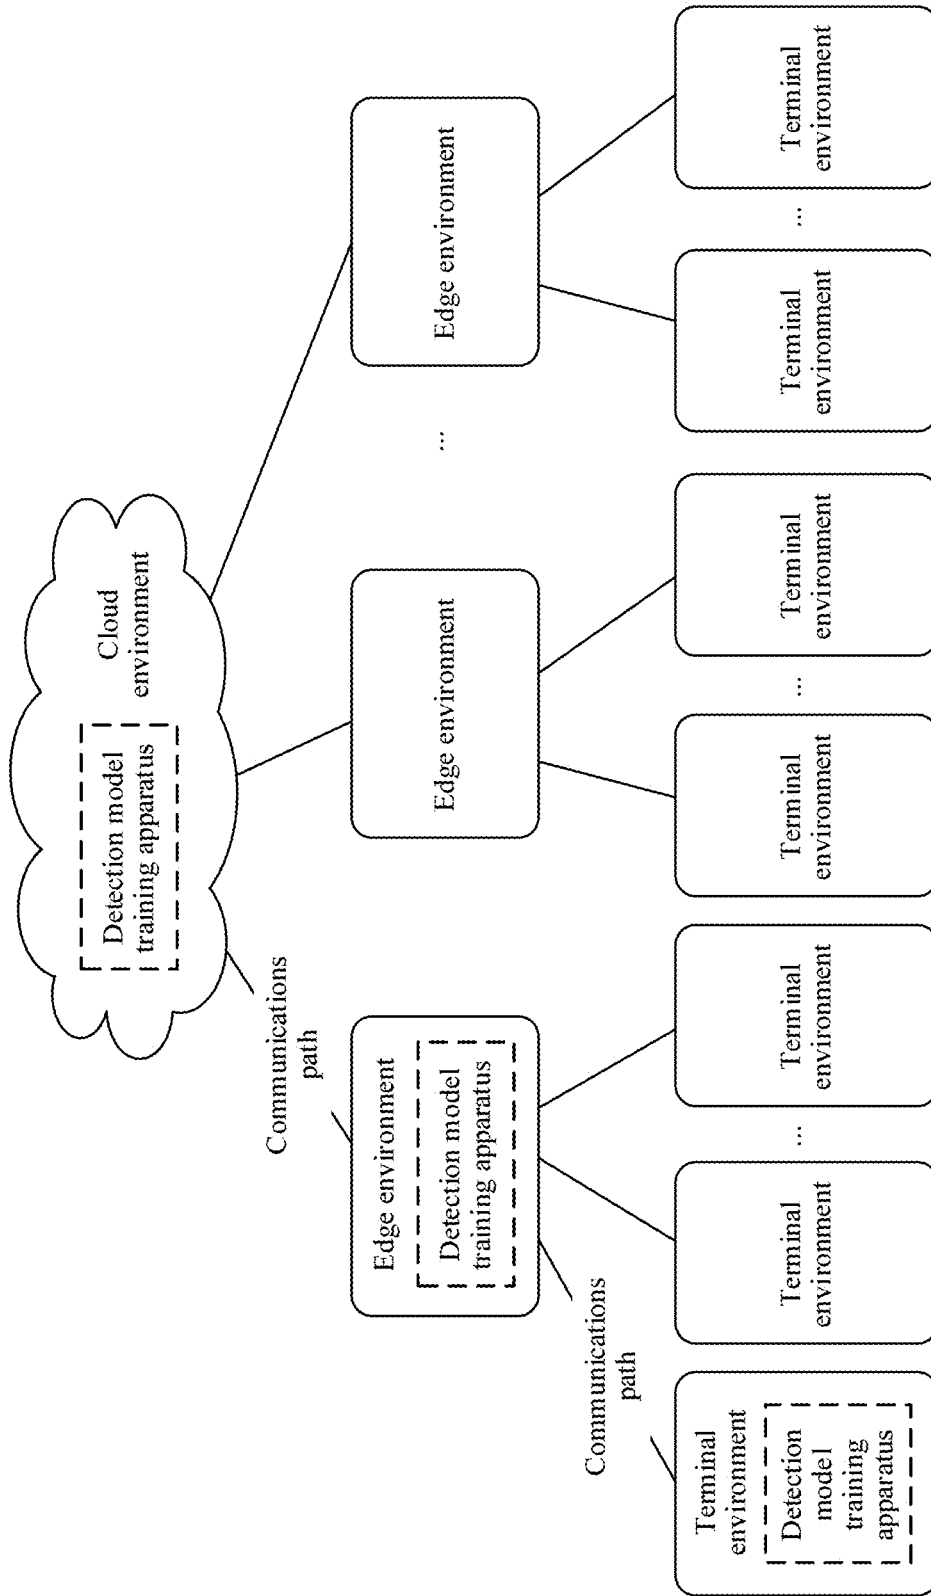 Detection model
training apparatus
Cloud
environment
Communications
path
Edge environment
Detection model
training apparatus
Edge environment
...
Edge environment
Communications
path
Terminal
environment
Detection
model
training
apparatus
Terminal
environment
...
Terminal
environment
Terminal
environment
...
Terminal
environment
Terminal
environment
...
Terminal
environment